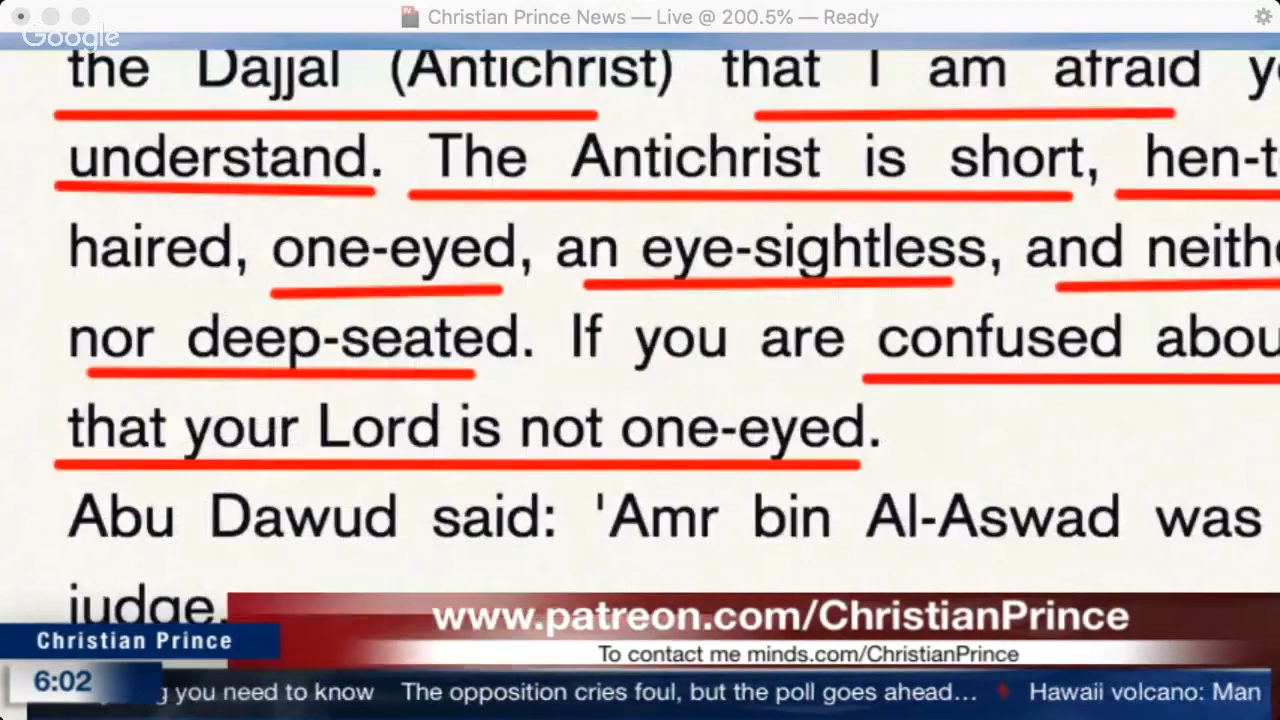 Christian Prince News — Live @ 200.5% — Ready
Google
the Dajjal (Antichrist) that I am afraid
understand. The Antichrist is short, hen-t
haired, one-eyed, an eye-sightless, and neithe
nor deep-seated. If you are confused abou
that your Lord is not one-eyed.
Abu Dawud said: 'Amr bin Al-Aswad was
judge.
www.patreon.com/ChristianPrince
Christian Prince
To contact me minds.com/ChristianPrince
6:02
you need to know The opposition cries foul, but the poll goes ahead... Hawaii volcano: Man